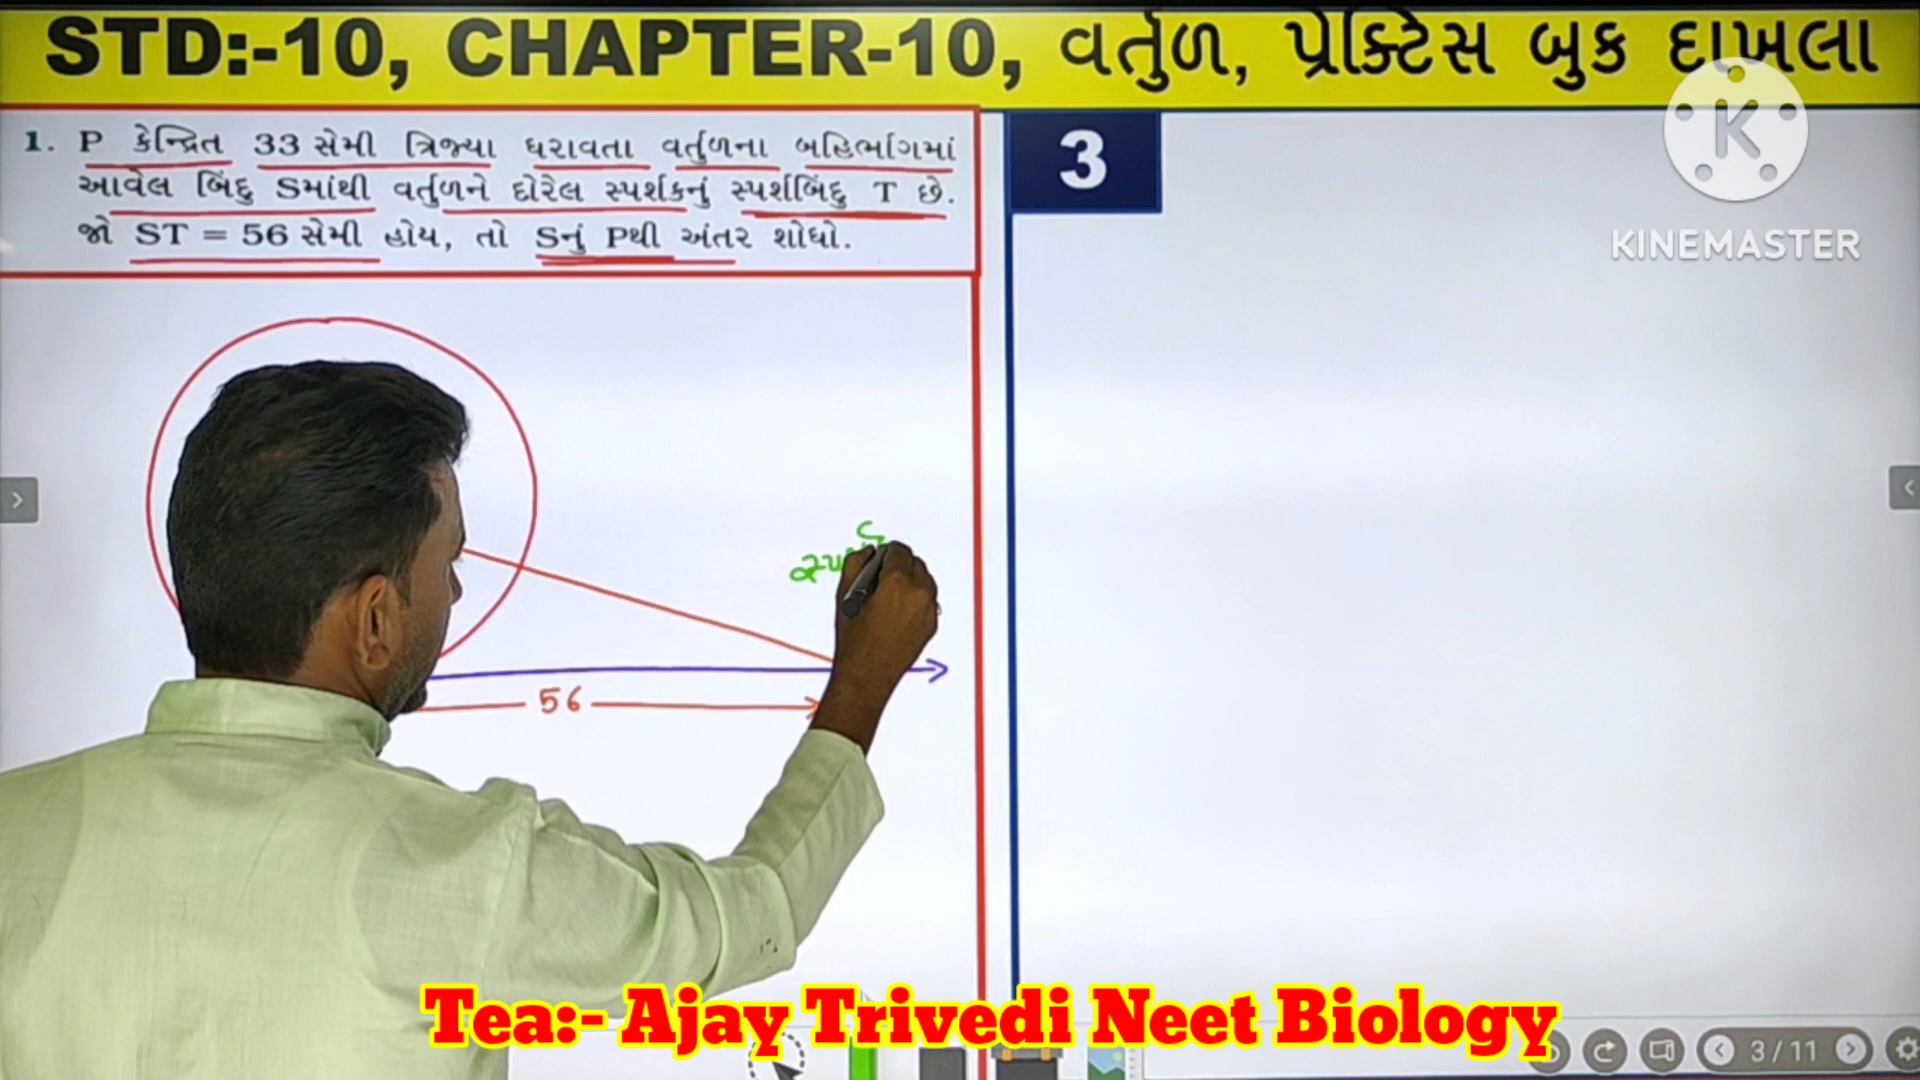 STD:-10, CHAPTER-10, વર્તુળ, પ્રેક્ટિસ બુક દાખલા
1. P કેન્દ્રિત 33 સેમી ત્રિજ્યા ધરાવતા વર્તુળના બહિર્ભાગમાં
આવેલ બિંદુ Sમાંથી વર્તુળને દોરેલ સ્પર્શકનું સ્પર્શબિંદુ T છે.
જો ST = 56 સેમી હોય, તો Sનું Pથી અંતર શોધો.
3
K
KINEMASTER
56
Tea:- Ajay Trivedi Neet Biology
3/11